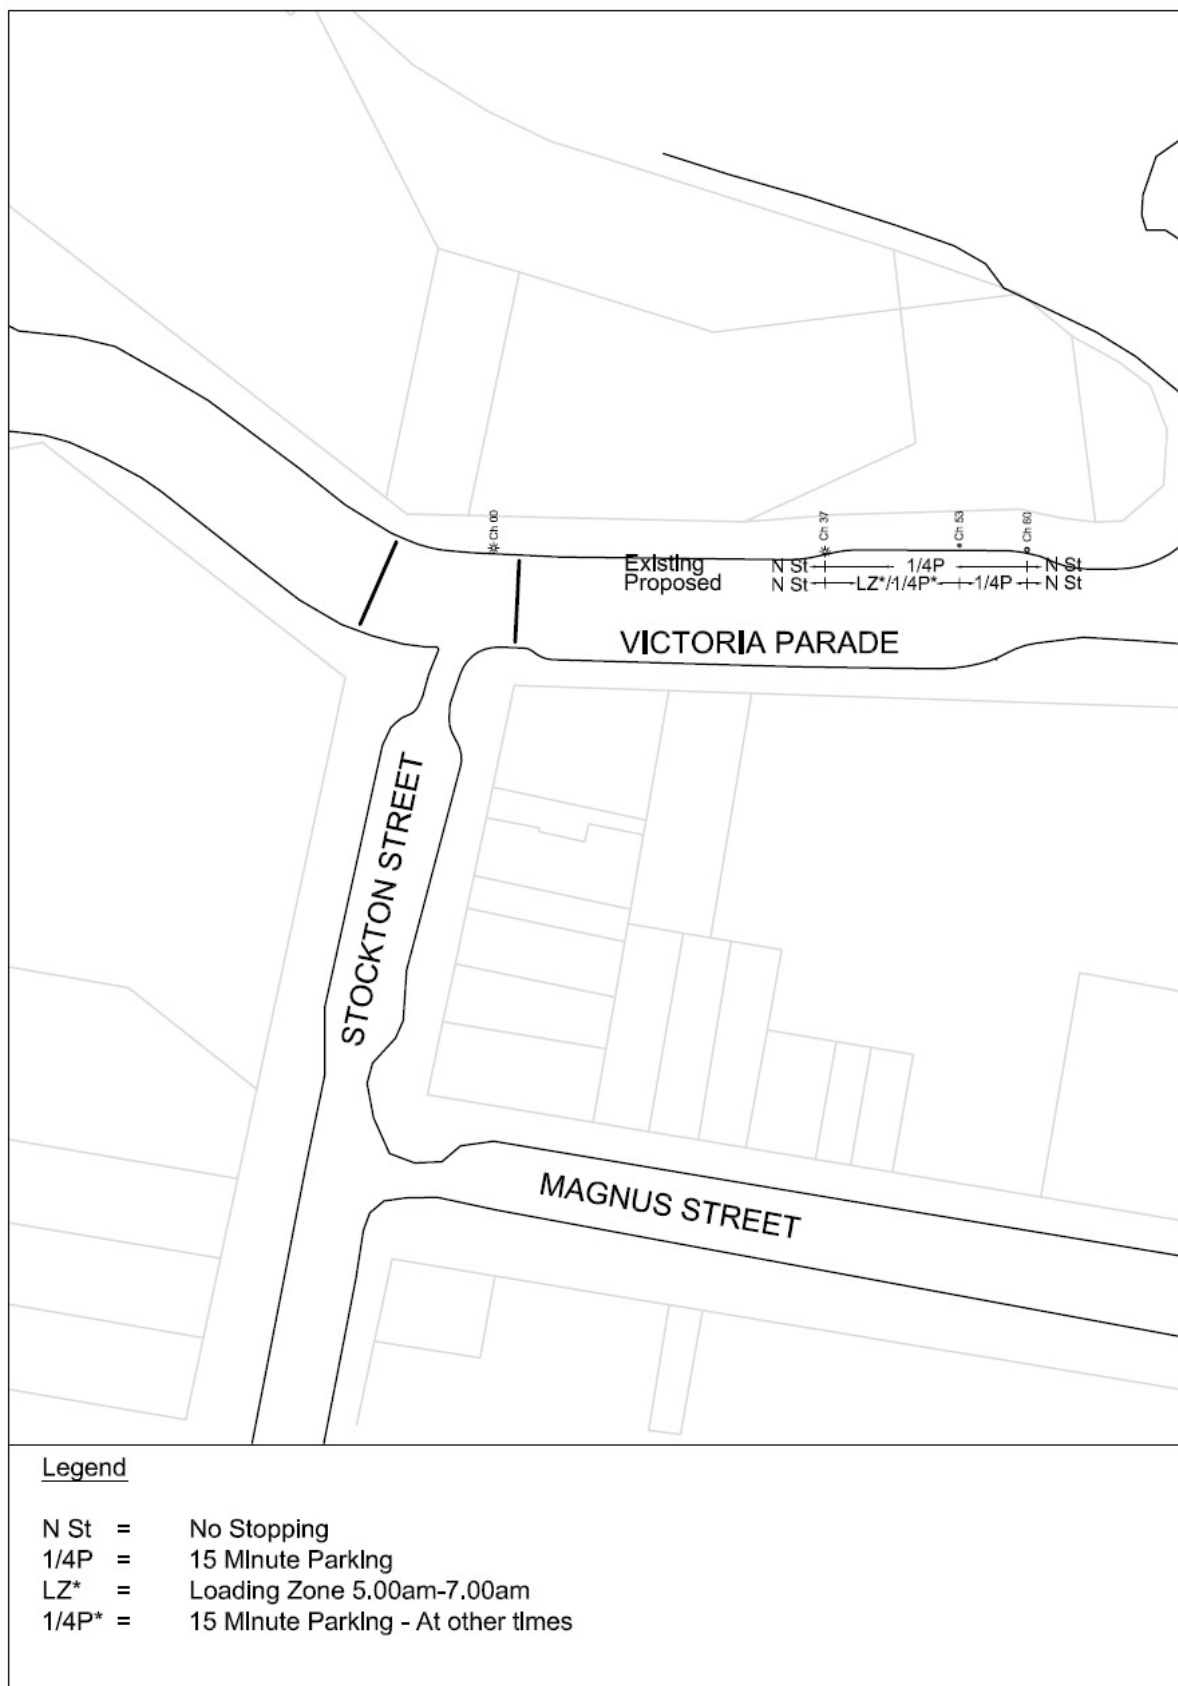 Ch 00
Ch 37
Ch 53
Ch 60
Existing N St 1/4P N St
Proposed N St LZ*/1/4P* 1/4P N St
VICTORIA PARADE
STOCKTON STREET
MAGNUS STREET
Legend
N St = No Stopping
1/4P = 15 Minute Parking
LZ* = Loading Zone 5.00am-7.00am
1/4P* = 15 Minute Parking - At other times